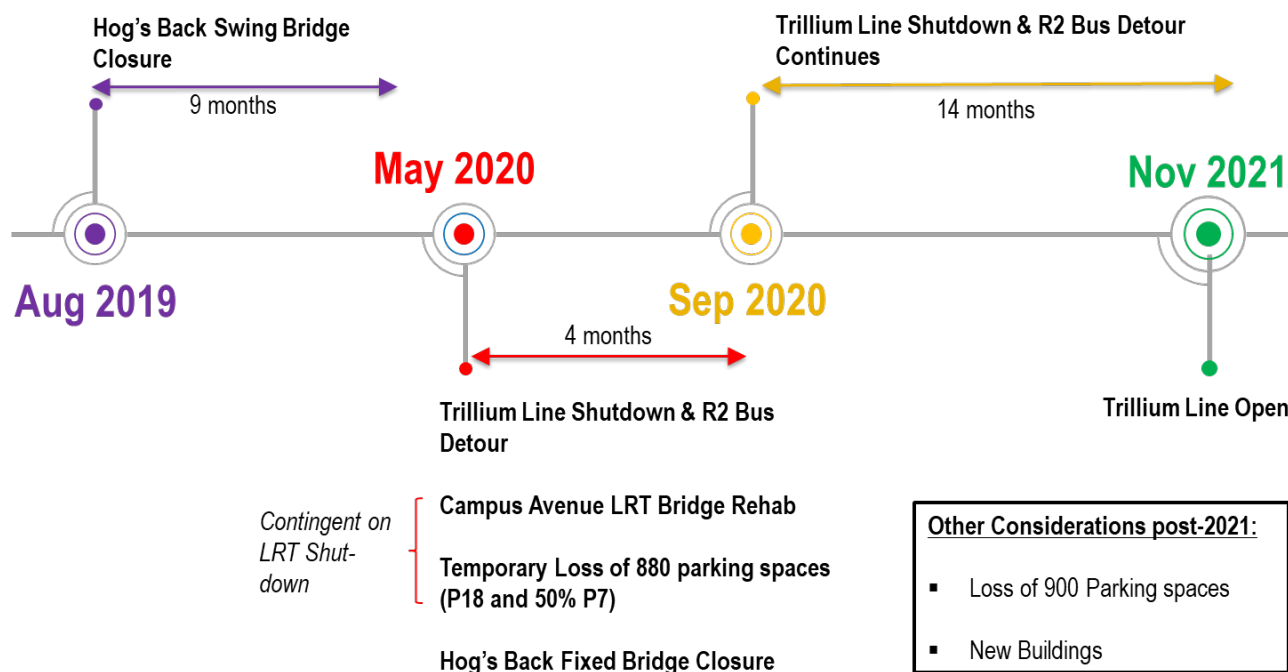 Hog's Back Swing Bridge
Closure
9 months
Trillium Line Shutdown & R2 Bus Detour
Continues
14 months
May 2020
Nov 2021
Aug 2019
Sep 2020
4 months
Trillium Line Shutdown & R2 Bus
Detour
Trillium Line Open
Contingent on
LRT Shut-
down
Campus Avenue LRT Bridge Rehab
Temporary Loss of 880 parking spaces
(P18 and 50% P7)
Hog's Back Fixed Bridge Closure
Other Considerations post-2021:
▪ Loss of 900 Parking spaces
▪ New Buildings